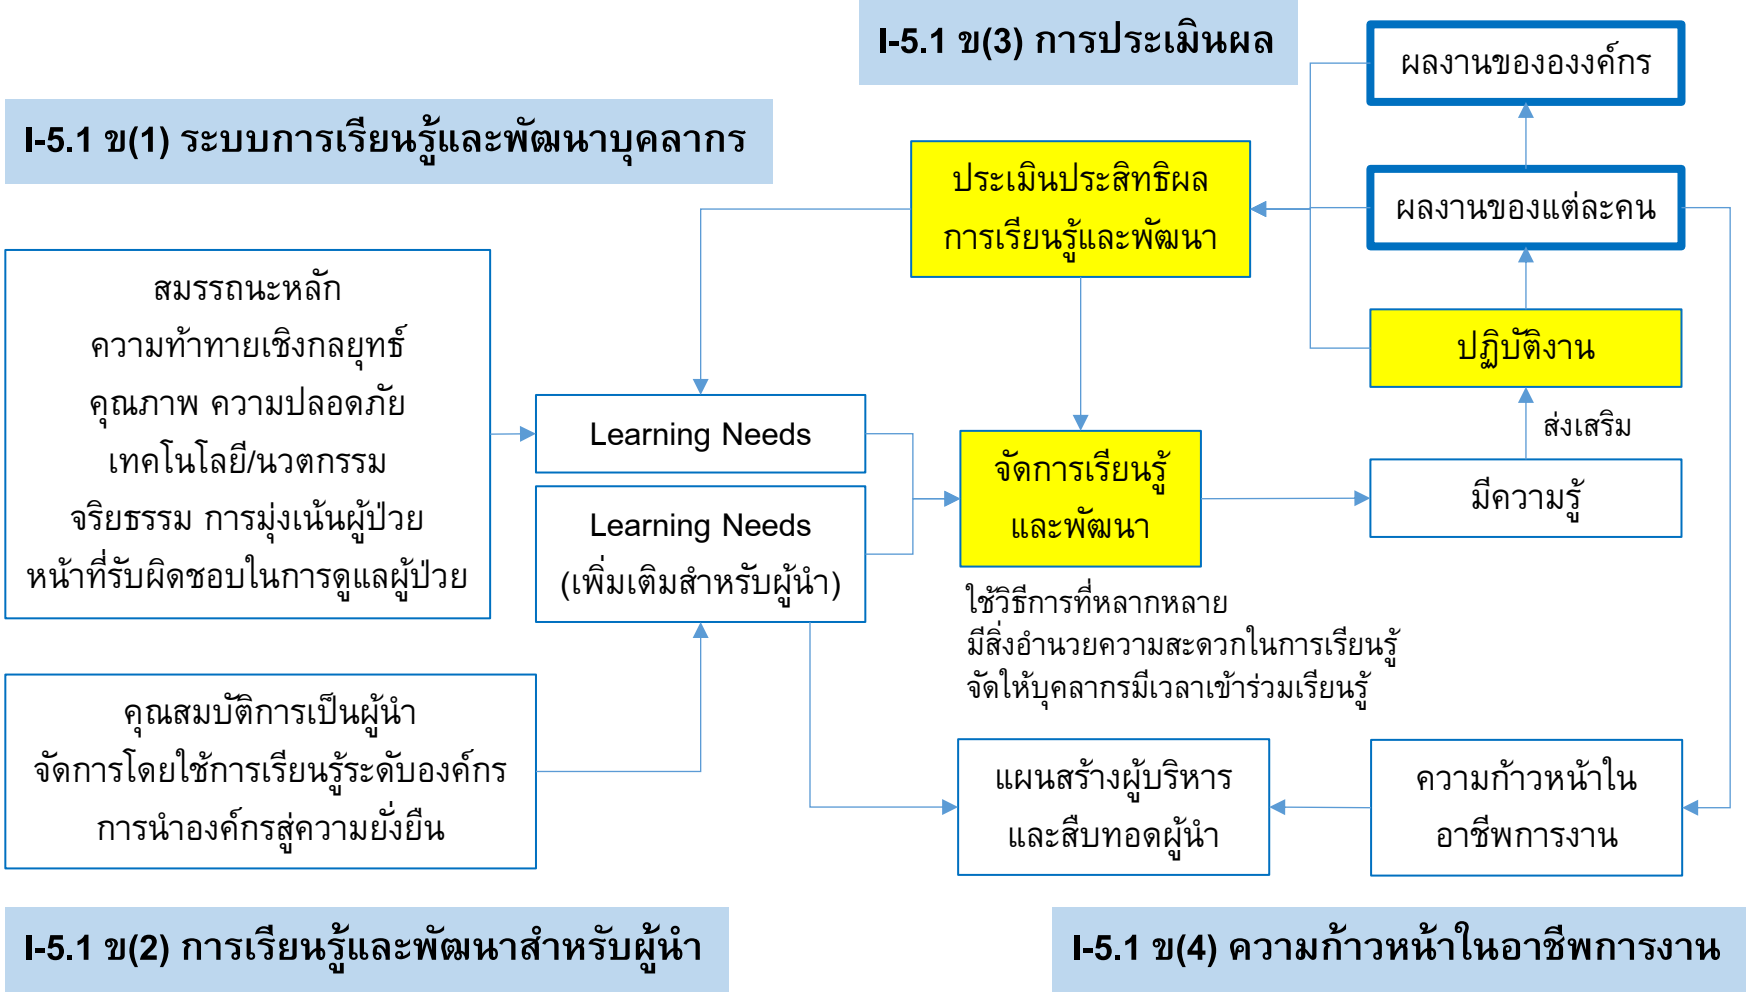 I-5.1 ข(3) การประเมินผล
ผลงานขององงค์กร
I-5.1 ข(1) ระบบการเรียนรู้และพัฒนาบุคลากร
ประเมินประสิทธิผล
การเรียนรู้และพัฒนา
ผลงานของแต่ละคน
สมรรถนะหลัก
ความท้าทายเชิงกลยุทธ์
คุณภาพ ความปลอดภัย
เทคโนโลยี/นวตกรรม
จริยธรรม การมุ่งเน้นผู้ป่วย
หน้าที่รับผิดชอบในการดูแลผู้ป่วย
ปฏิบัติงาน
ส่งเสริม
Learning Needs
Learning Needs
(เพิ่มเติมสำหรับผู้นำ)
จัดการเรียนรู้
และพัฒนา
มีความรู้
ใช้วิธีการที่หลากหลาย
มีสิ่งอำนวยความสะดวกในการเรียนรู้
จัดให้บุคลากรมีเวลาเข้าร่วมเรียนรู้
คุณสมบัติการเป็นผู้นำ
จัดการโดยใช้การเรียนรู้ระดับองค์กร
การนำองค์กรสู่ความยั่งยืน
แผนสร้างผู้บริหาร
และสืบทอดผู้นำ
ความก้าวหน้าใน
อาชีพการงาน
I-5.1 ข(2) การเรียนรู้และพัฒนาสำหรับผู้นำ
I-5.1 ข(4) ความก้าวหน้าในอาชีพการงาน